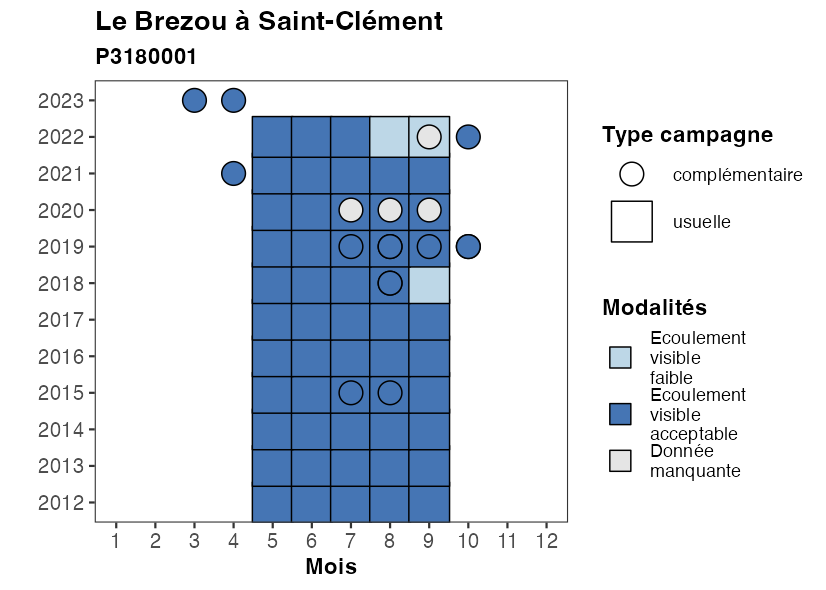 Le Brezou à Saint-Clément
P3180001
2023
2022
2021
2020
2019
2018
2017
2016
2015
2014
2013
2012
1 2 3 4 5 6 7 8 9 10 11 12
Mois
Type campagne
complémentaire
usuelle
Modalités
Ecoulement
visible
faible
Ecoulement
visible
acceptable
Donnée
manquante